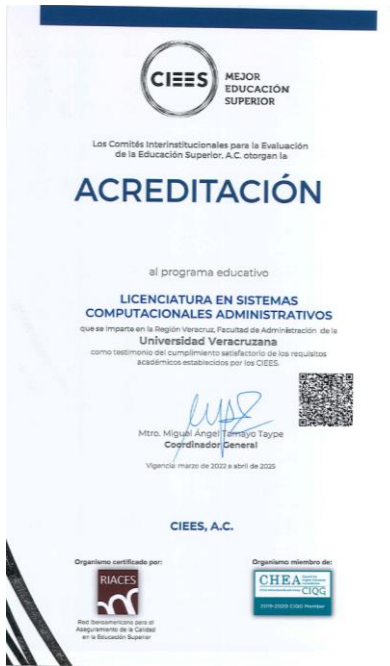 CIEES
MEJOR
EDUCACIÓN
SUPERIOR
Los Comités Interinstitucionales para la Evaluación
de la Educación Superior, A.C. otorgan la
ACREDITACIÓN
al programa educativo
LICENCIATURA EN SISTEMAS
COMPUTACIONALES ADMINISTRATIVOS
que se imparte en la Región Veracruz, Facultad de Administración de la
Universidad Veracruzana
como testimonio del cumplimiento satisfactorio de los requisitos
académicos establecidos por los CIEES.
Mtro. Miguel Ángel Tamayo Taype
Coordinador General
Vigencia: marzo de 2022 a abril de 2025
CIEES, A.C.
Organismo certificado por:
RIACES
Red Iberoamericana para el
Aseguramiento de la Calidad
en la Educación Superior
Organismo miembro de:
CHEA
CIQG
2019-2020 CIQG Member